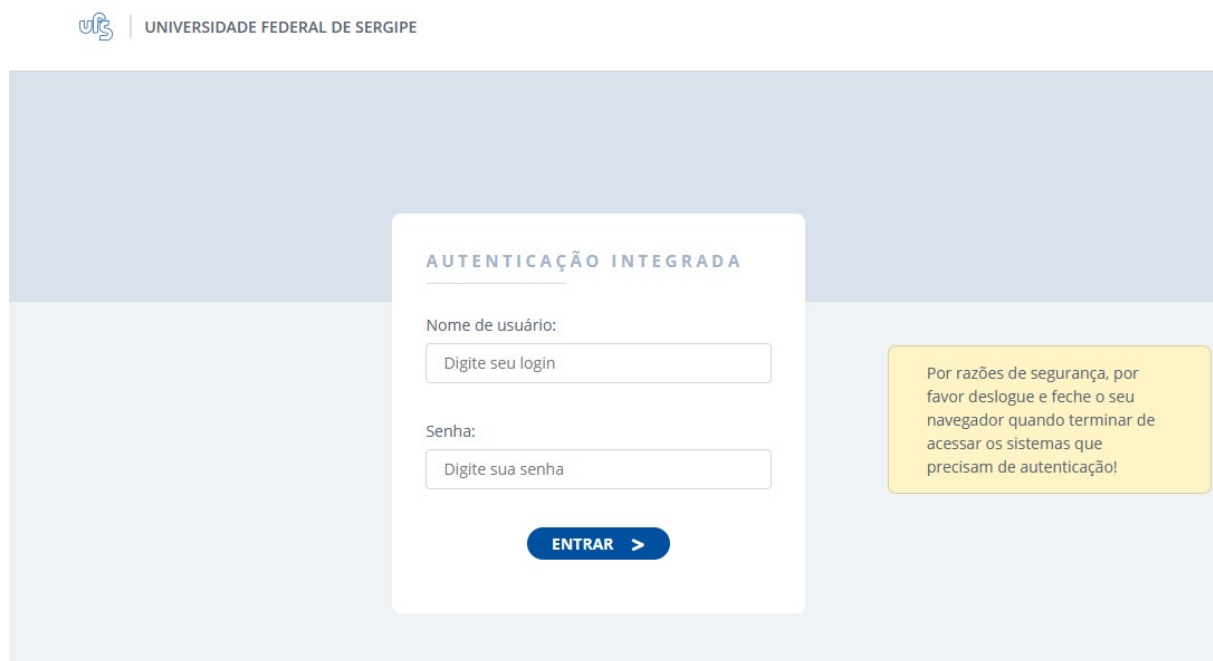 ufs UNIVERSIDADE FEDERAL DE SERGIPE
AUTENTICAÇÃO INTEGRADA
Nome de usuário:
Digite seu login
Senha:
Digite sua senha
ENTRAR >
Por razões de segurança, por
favor deslogue e feche o seu
navegador quando terminar de
acessar os sistemas que
precisam de autenticação!